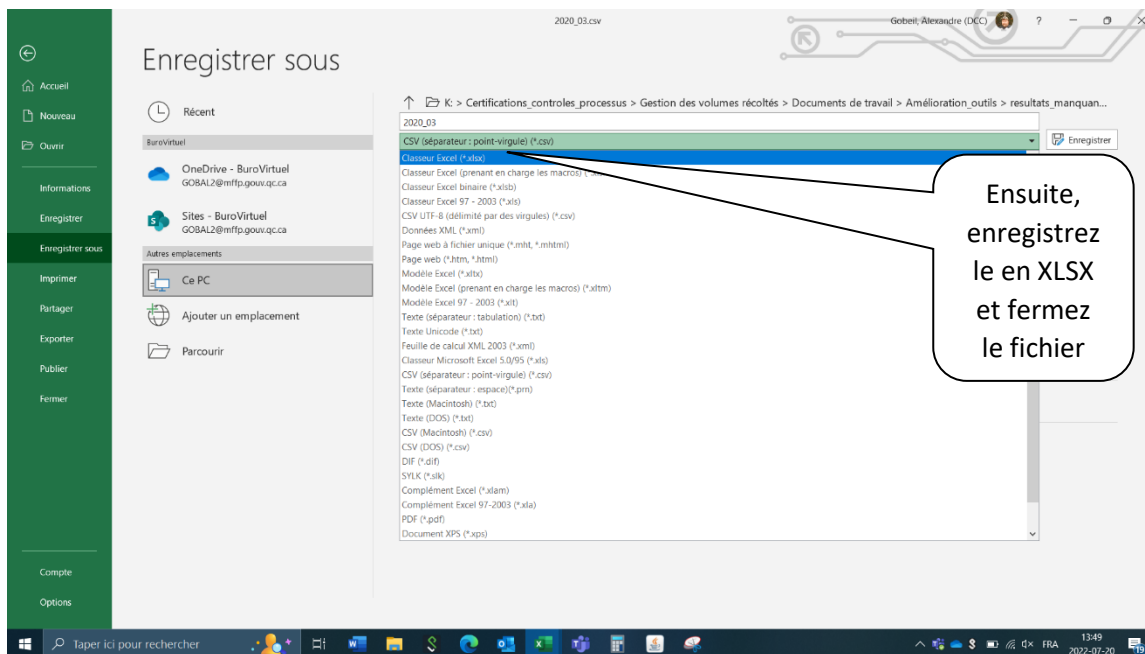 2020_03.csv
Gobeil, Alexandre (DCC)
?
Enregistrer sous
Accueil
Nouveau
Ouvrir
Informations
Enregistrer
Enregistrer sous
Imprimer
Partager
Exporter
Publier
Fermer
Compte
Options
Récent
BuroVirtuel
OneDrive - BuroVirtuel
GOBAL2@mffp.gouv.qc.ca
Sites - BuroVirtuel
GOBAL2@mffp.gouv.qc.ca
Autres emplacements
Ce PC
Ajouter un emplacement
Parcourir
K: > Certifications_controles_processus > Gestion des volumes récoltés > Documents de travail > Amélioration_outils > resultats_manquan...
2020_03
CSV (séparateur : point-virgule) (*.csv)
Enregistrer
Classeur Excel (*.xlsx)
Classeur Excel (prenant en charge les macros)
Classeur Excel binaire (*.xlsb)
Classeur Excel 97 - 2003 (*.xls)
CSV UTF-8 (délimité par des virgules) (*.csv)
Données XML (*.xml)
Page web à fichier unique (*.mht, *.mhtml)
Page web (*.htm, *.html)
Modèle Excel (*.xltx)
Modèle Excel (prenant en charge les macros) (*.xltm)
Modèle Excel 97 - 2003 (*.xlt)
Texte (séparateur : tabulation) (*.txt)
Texte Unicode (*.txt)
Feuille de calcul XML 2003 (*.xml)
Classeur Microsoft Excel 5.0/95 (*.xls)
CSV (séparateur : point-virgule) (*.csv)
Texte (séparateur : espace)(*.prn)
Texte (Macintosh) (*.txt)
Texte (DOS) (*.txt)
CSV (Macintosh) (*.csv)
CSV (DOS) (*.csv)
DIF (*.dif)
SYLK (*.slk)
Complément Excel (*.xlam)
Complément Excel 97-2003 (*.xla)
PDF (*.pdf)
Document XPS (*.xps)
Ensuite,
enregistrez
le en XLSX
et fermez
le fichier
Taper ici pour rechercher
FRA
13:49
2022-07-20